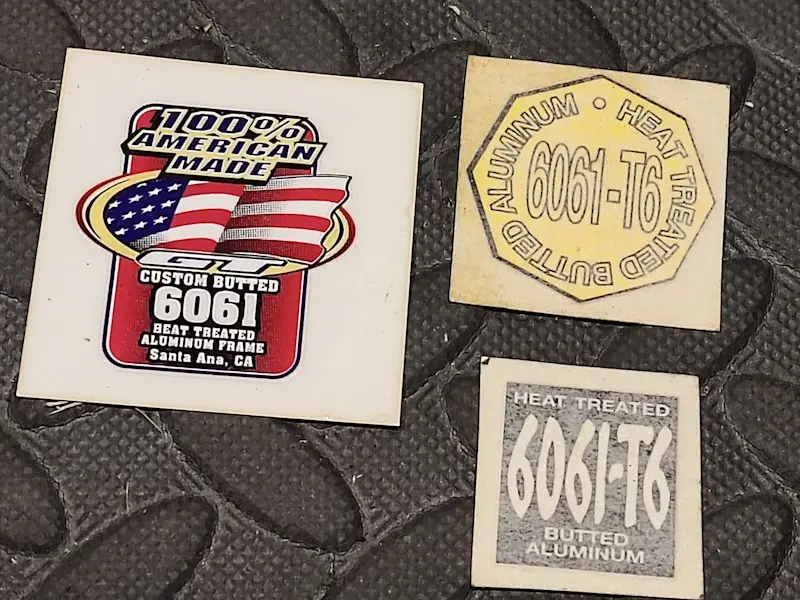 100%
AMERICAN
MADE
GT
CUSTOM BUTTED
6061
HEAT TREATED
ALUMINUM FRAME
Santa Ana, CA
BUTTED ALUMINUM • HEAT TREATED
6061-T6
HEAT TREATED
6061-T6
BUTTED
ALUMINUM